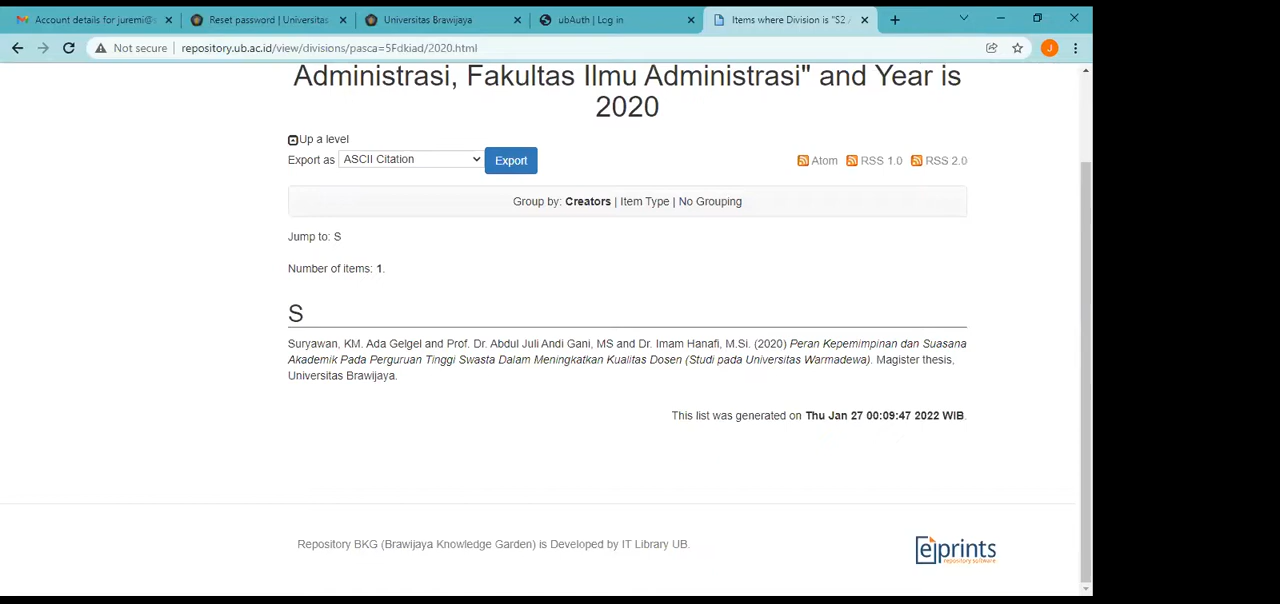 Account details for juremi@
Reset password | Universitas
Universitas Brawijaya
ubAuth | Log in
Items where Division is "S2
Not secure
repository.ub.ac.id/view/divisions/pasca=5Fdkiad/2020.html
J
Administrasi, Fakultas Ilmu Administrasi" and Year is
2020
Up a level
Export as ASCII Citation Export
Atom RSS 1.0 RSS 2.0
Group by: Creators | Item Type | No Grouping
Jump to: S
Number of items: 1.
S
Suryawan, KM. Ada Gelgel and Prof. Dr. Abdul Juli Andi Gani, MS and Dr. Imam Hanafi, M.Si. (2020) Peran Kepemimpinan dan Suasana
Akademik Pada Perguruan Tinggi Swasta Dalam Meningkatkan Kualitas Dosen (Studi pada Universitas Warmadewa). Magister thesis,
Universitas Brawijaya.
This list was generated on Thu Jan 27 00:09:47 2022 WIB.
Repository BKG (Brawijaya Knowledge Garden) is Developed by IT Library UB.
eprints
repository software